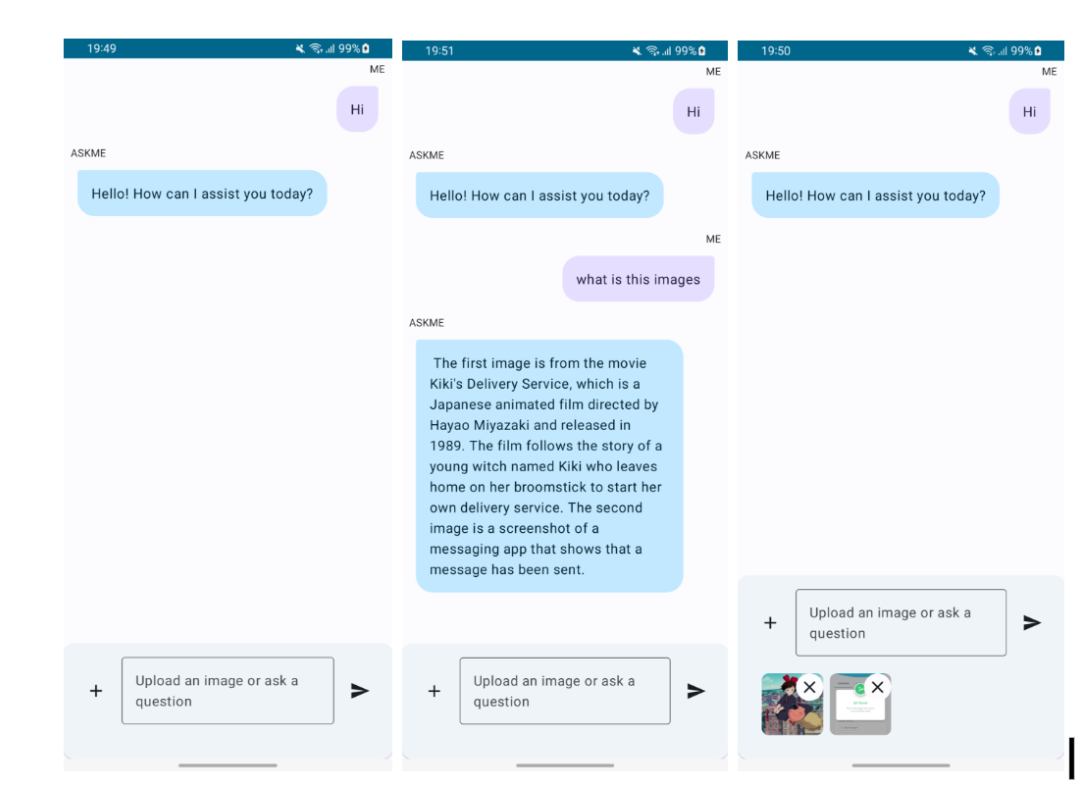 19:49
99%
ME
Hi
ASKME
Hello! How can I assist you today?
Upload an image or ask a
question
19:51
99%
ME
Hi
ASKME
Hello! How can I assist you today?
ME
what is this images
ASKME
The first image is from the movie
Kiki's Delivery Service, which is a
Japanese animated film directed by
Hayao Miyazaki and released in
1989. The film follows the story of a
young witch named Kiki who leaves
home on her broomstick to start her
own delivery service. The second
image is a screenshot of a
messaging app that shows that a
message has been sent.
Upload an image or ask a
question
19:50
99%
ME
Hi
ASKME
Hello! How can I assist you today?
Upload an image or ask a
question